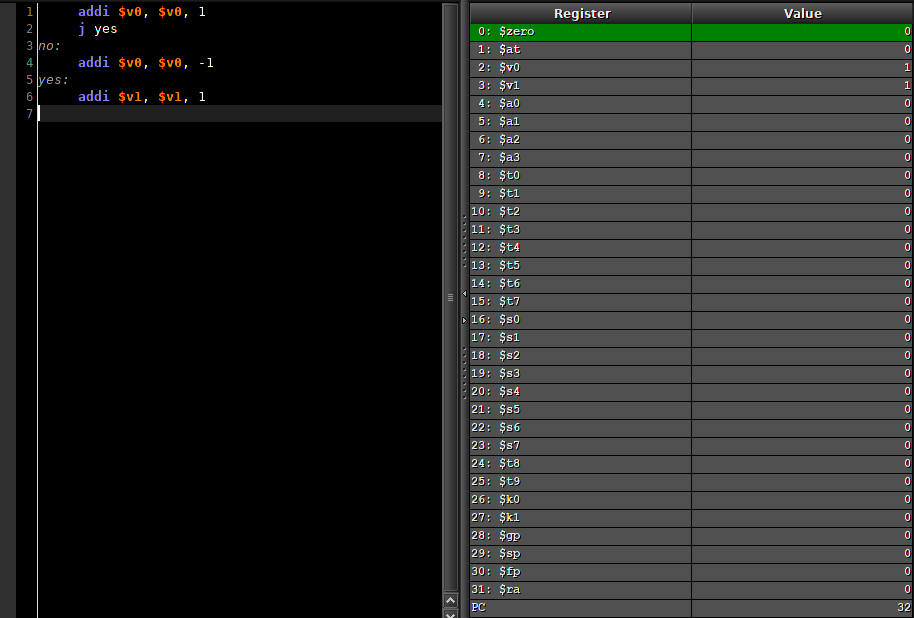 1 addi $v0, $v0, 1
2 j yes
3 no:
4 addi $v0, $v0, -1
5 yes:
6 addi $v1, $v1, 1
7
Register Value
0: $zero 0
1: $at 0
2: $v0 1
3: $v1 1
4: $a0 0
5: $a1 0
6: $a2 0
7: $a3 0
8: $t0 0
9: $t1 0
10: $t2 0
11: $t3 0
12: $t4 0
13: $t5 0
14: $t6 0
15: $t7 0
16: $s0 0
17: $s1 0
18: $s2 0
19: $s3 0
20: $s4 0
21: $s5 0
22: $s6 0
23: $s7 0
24: $t8 0
25: $t9 0
26: $k0 0
27: $k1 0
28: $gp 0
29: $sp 0
30: $fp 0
31: $ra 0
PC 32